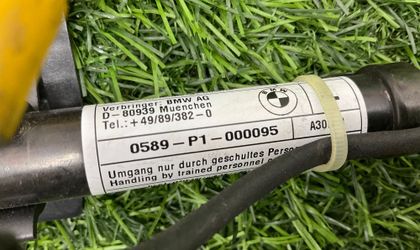 Verbringer: BMW AG
D-80939 Muenchen
Tel.: +49/89/382-0
BMW
0589-P1-000095
A30
Umgang nur durch geschultes
Handling by trained personnel